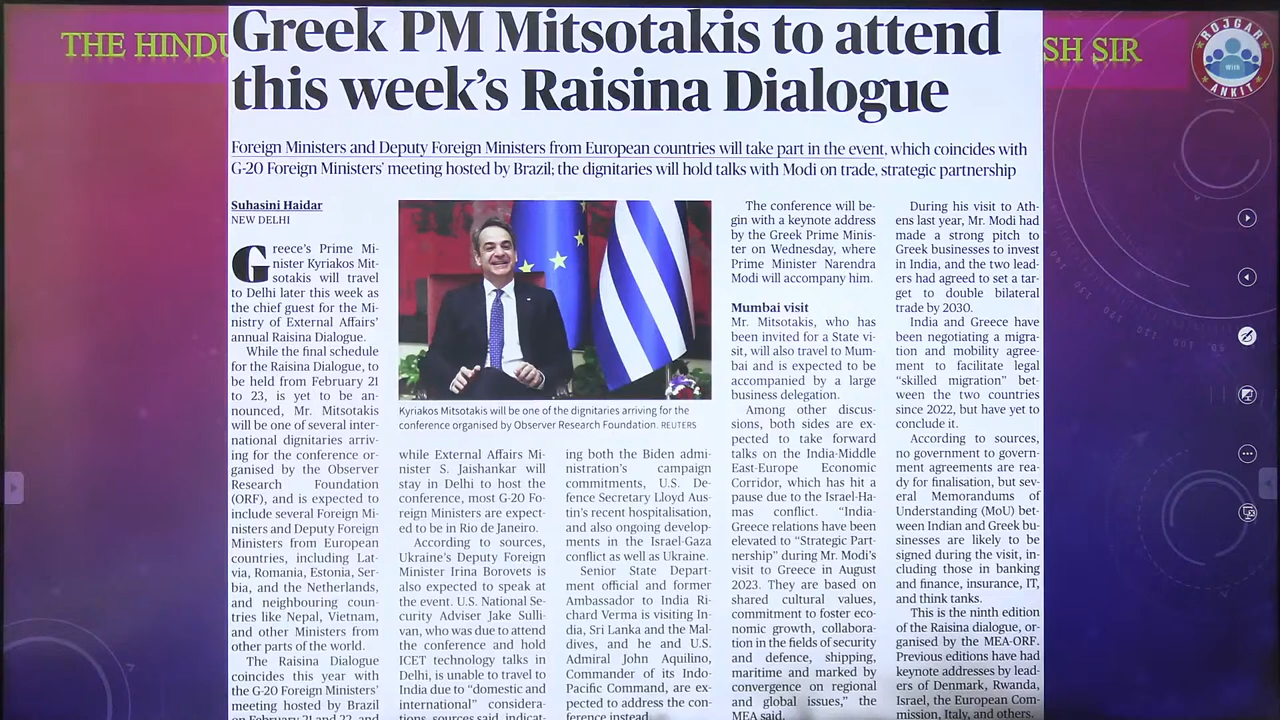 THE HINDU
SH SIR
ROJGAR
With
ANKIT
Greek PM Mitsotakis to attend
this week's Raisina Dialogue
Foreign Ministers and Deputy Foreign Ministers from European countries will take part in the event, which coincides with
G-20 Foreign Ministers' meeting hosted by Brazil; the dignitaries will hold talks with Modi on trade, strategic partnership
Suhasini Haidar
NEW DELHI
Greece's Prime Mi-
nister Kyriakos Mit-
sotakis will travel
to Delhi later this week as
the chief guest for the Mi-
nistry of External Affairs'
annual Raisina Dialogue.
While the final schedule
for the Raisina Dialogue, to
be held from February 21
to 23, is yet to be an-
nounced, Mr. Mitsotakis
will be one of several inter-
national dignitaries arriv-
ing for the conference or-
ganised by the Observer
Research Foundation
(ORF), and is expected to
include several Foreign Mi-
nisters and Deputy Foreign
Ministers from European
countries, including Lat-
via, Romania, Estonia, Ser-
bia, and the Netherlands,
and neighbouring coun-
tries like Nepal, Vietnam,
and other Ministers from
other parts of the world.
The Raisina Dialogue
coincides this year with
the G-20 Foreign Ministers'
meeting hosted by Brazil
on February 21 and 22, and
Kyriakos Mitsotakis will be one of the dignitaries arriving for the
conference organised by Observer Research Foundation. REUTERS
while External Affairs Mi-
nister S. Jaishankar will
stay in Delhi to host the
conference, most G-20 Fo-
reign Ministers are expect-
ed to be in Rio de Janeiro.
According to sources,
Ukraine's Deputy Foreign
Minister Irina Borovets is
also expected to speak at
the event. U.S. National Se-
curity Adviser Jake Sulli-
van, who was due to attend
the conference and hold
ICET technology talks in
Delhi, is unable to travel to
India due to "domestic and
international" considera-
tions, sources said, indicat-
ing both the Biden admi-
nistration's campaign
commitments, U.S. De-
fence Secretary Lloyd Aus-
tin's recent hospitalisation,
and also ongoing develop-
ments in the Israel-Gaza
conflict as well as Ukraine.
Senior State Depart-
ment official and former
Ambassador to India Ri-
chard Verma is visiting In-
dia, Sri Lanka and the Mal-
dives, and he and U.S.
Admiral John Aquilino,
Commander of its Indo-
Pacific Command, are ex-
pected to address the con-
ference instead.
The conference will be-
gin with a keynote address
by the Greek Prime Minis-
ter on Wednesday, where
Prime Minister Narendra
Modi will accompany him.
Mumbai visit
Mr. Mitsotakis, who has
been invited for a State vi-
sit, will also travel to Mum-
bai and is expected to be
accompanied by a large
business delegation.
Among other discus-
sions, both sides are ex-
pected to take forward
talks on the India-Middle
East-Europe Economic
Corridor, which has hit a
pause due to the Israel-Ha-
mas conflict. "India-
Greece relations have been
elevated to "Strategic Part-
nership" during Mr. Modi's
visit to Greece in August
2023. They are based on
shared cultural values,
commitment to foster eco-
nomic growth, collabora-
tion in the fields of security
and defence, shipping,
maritime and marked by
convergence on regional
and global issues," the
MEA said.
During his visit to Ath-
ens last year, Mr. Modi had
made a strong pitch to
Greek businesses to invest
in India, and the two lead-
ers had agreed to set a tar-
get to double bilateral
trade by 2030.
India and Greece have
been negotiating a migra-
tion and mobility agree-
ment to facilitate legal
"skilled migration" bet-
ween the two countries
since 2022, but have yet to
conclude it.
According to sources,
no government to govern-
ment agreements are rea-
dy for finalisation, but sev-
eral Memorandums of
Understanding (MoU) bet-
ween Indian and Greek bu-
sinesses are likely to be
signed during the visit, in-
cluding those in banking
and finance, insurance, IT,
and think tanks.
This is the ninth edition
of the Raisina dialogue, or-
ganised by the MEA-ORF.
Previous editions have had
keynote addresses by lead-
ers of Denmark, Rwanda,
Israel, the European Com-
mission, Italy, and others.